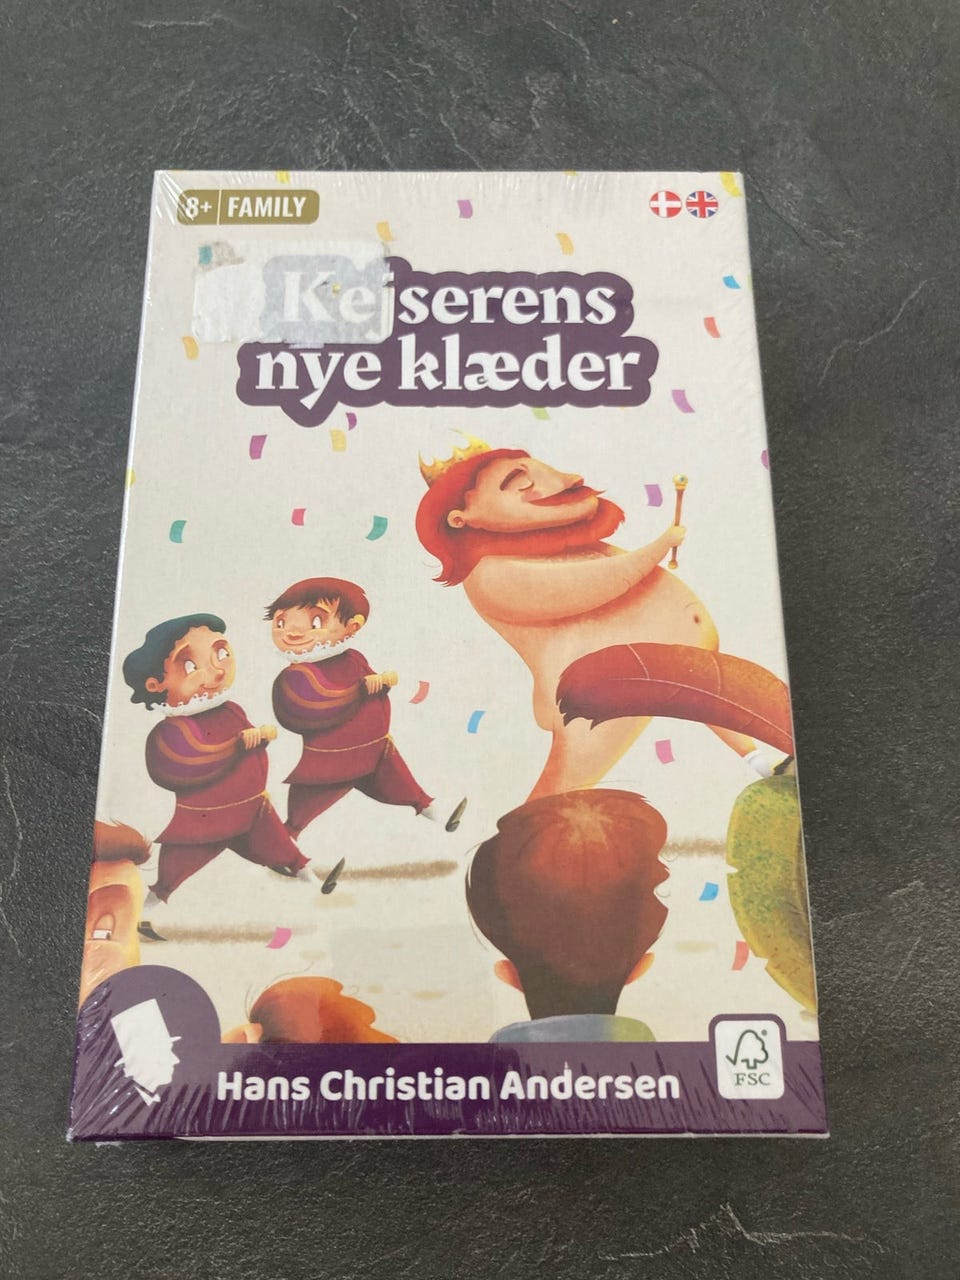 8+ FAMILY
Kejserens
nye klæder
Hans Christian Andersen
FSC